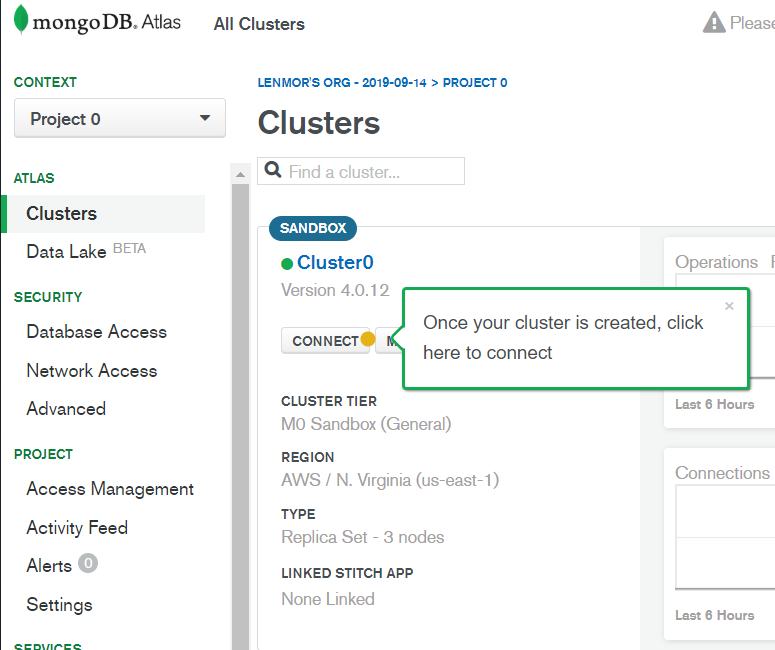 mongoDB. Atlas
All Clusters
Please
CONTEXT
Project 0
ATLAS
Clusters
Data Lake BETA
SECURITY
Database Access
Network Access
Advanced
PROJECT
Access Management
Activity Feed
Alerts 0
Settings
SERVICES
LENMOR'S ORG - 2019-09-14 > PROJECT 0
Clusters
Find a cluster...
SANDBOX
Cluster0
Version 4.0.12
CONNECT
Once your cluster is created, click
here to connect
×
CLUSTER TIER
M0 Sandbox (General)
REGION
AWS / N. Virginia (us-east-1)
TYPE
Replica Set - 3 nodes
LINKED STITCH APP
None Linked
Operations
Last 6 Hours
Connections
Last 6 Hours